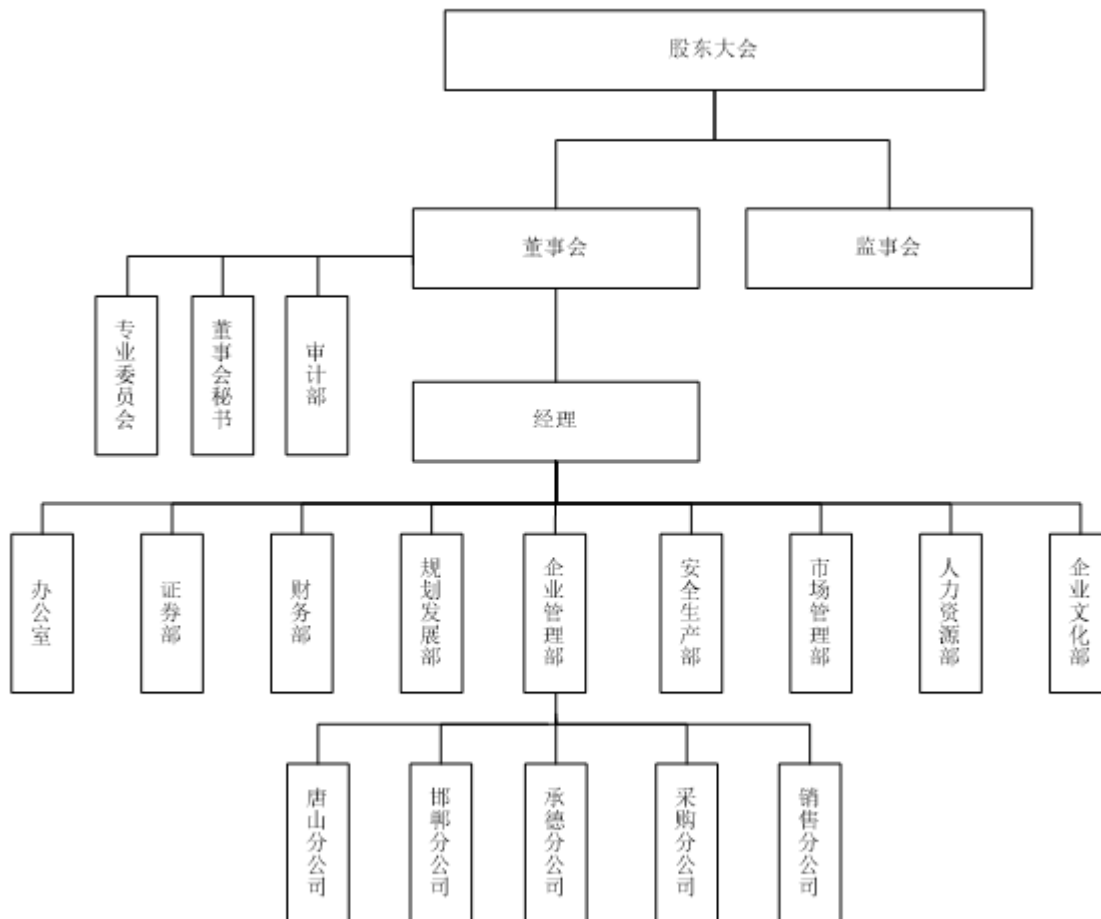 股东大会
董事会
监事会
专业委员会
董事会秘书
审计部
经理
办公室
证券部
财务部
规划发展部
企业管理部
安全生产部
市场管理部
人力资源部
企业文化部
唐山分公司
邯郸分公司
承德分公司
采购分公司
销售分公司